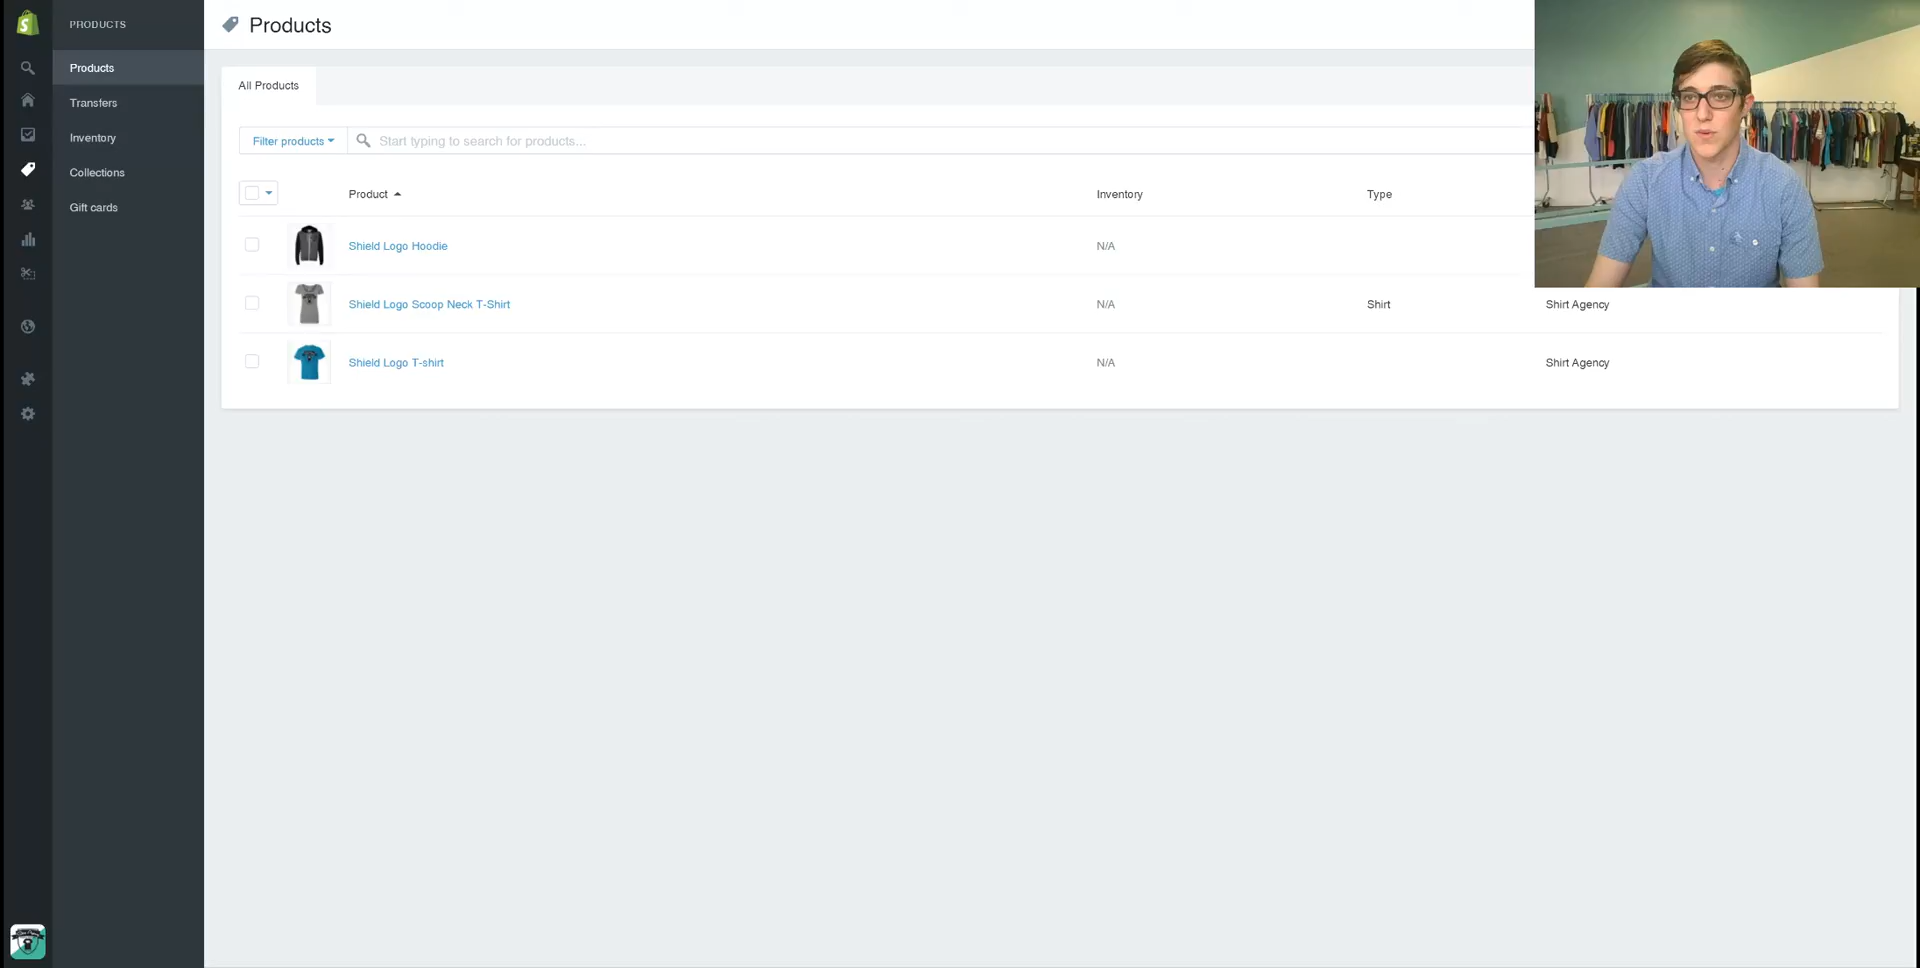 PRODUCTS
Products
Transfers
Inventory
Collections
Gift cards
Products
All Products
Filter products
Start typing to search for products...
Product Inventory Type
Shield Logo Hoodie N/A
Shield Logo Scoop Neck T-Shirt N/A Shirt Shirt Agency
Shield Logo T-shirt N/A Shirt Agency